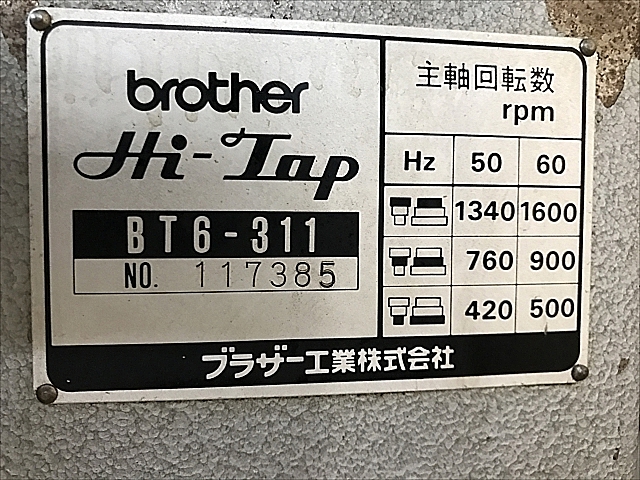 brother
Hi-Tap
BT6-311
NO. 117385
主軸回転数
rpm
Hz 50 60
1340 1600
760 900
420 500
ブラザー工業株式会社